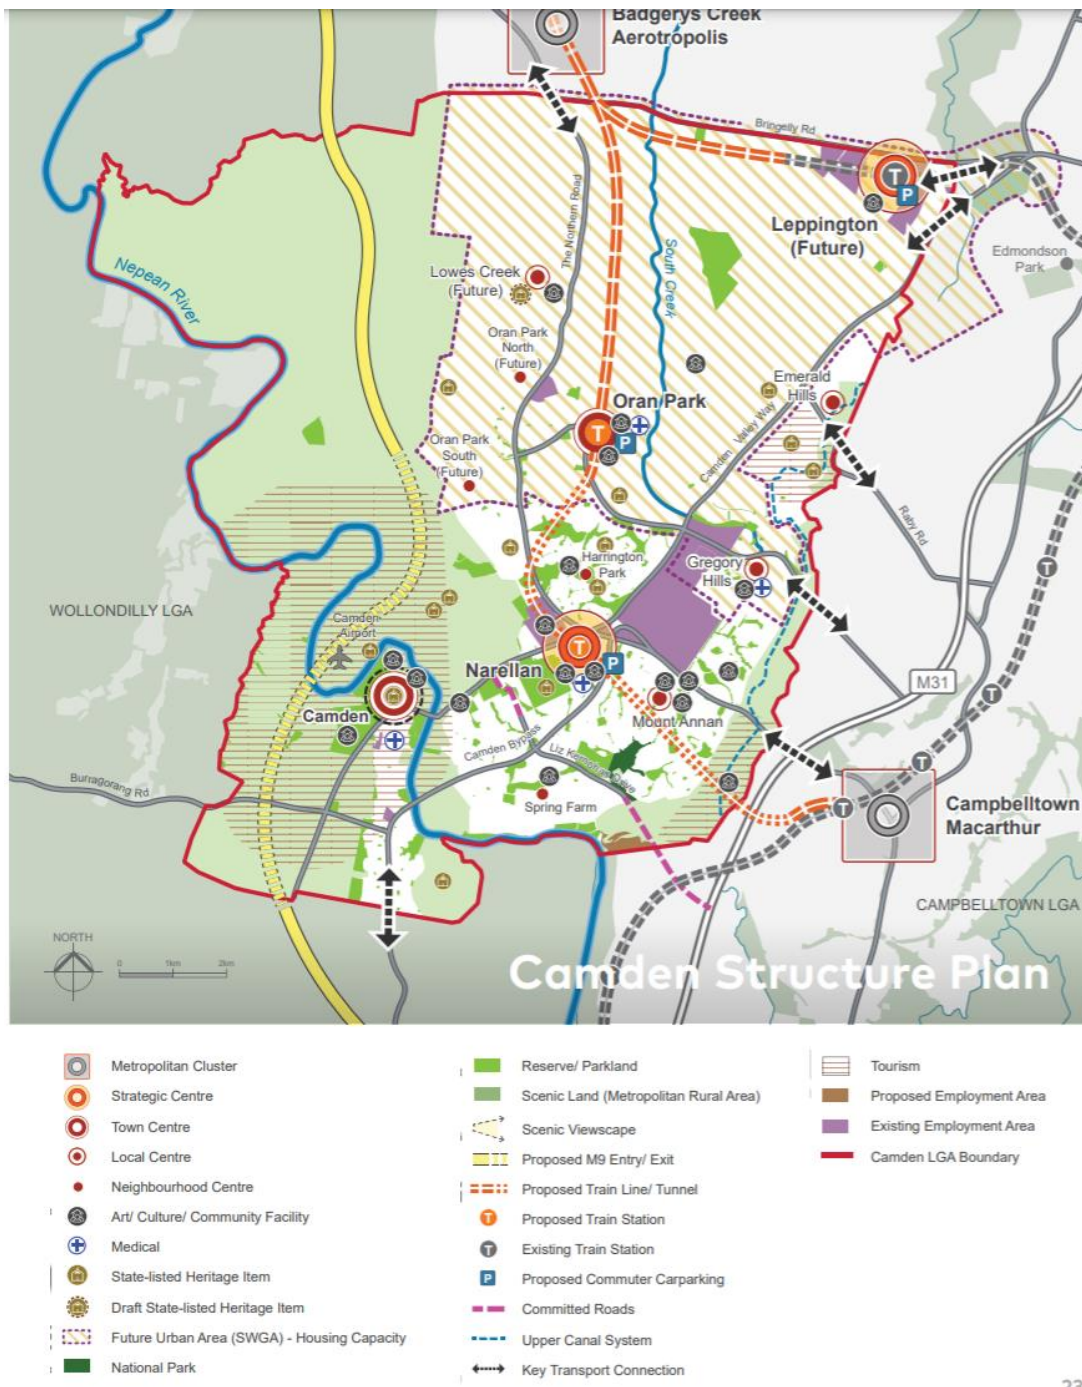 Badgerys Creek
Aerotropolis
Bringelly Rd
The Northern Road
T
P
Leppington
(Future)
Edmondson
Park
South Creek
Nepean River
Lowes Creek
(Future)
Oran Park
North
(Future)
Emerald
Hills
Oran Park
T
P
Camden Valley Way
Oran Park
South
(Future)
Raby Rd
T
Harrington
Park
Gregory
Hills
WOLLONDILLY LGA
Camden
Airport
T
P
Narellan
M31
T
Camden
Mount Annan
Camden Bypass
Liz Kernohan Drive
T
Burragorang Rd
Spring Farm
T
Campbelltown
Macarthur
CAMPBELLTOWN LGA
NORTH
0 1km 2km
Camden Structure Plan
Metropolitan Cluster
Strategic Centre
Town Centre
Local Centre
Neighbourhood Centre
Art/ Culture/ Community Facility
Medical
State-listed Heritage Item
Draft State-listed Heritage Item
Future Urban Area (SWGA) - Housing Capacity
National Park
Reserve/ Parkland
Scenic Land (Metropolitan Rural Area)
Scenic Viewscape
Proposed M9 Entry/ Exit
Proposed Train Line/ Tunnel
T Proposed Train Station
T Existing Train Station
P Proposed Commuter Carparking
Committed Roads
Upper Canal System
Key Transport Connection
Tourism
Proposed Employment Area
Existing Employment Area
Camden LGA Boundary